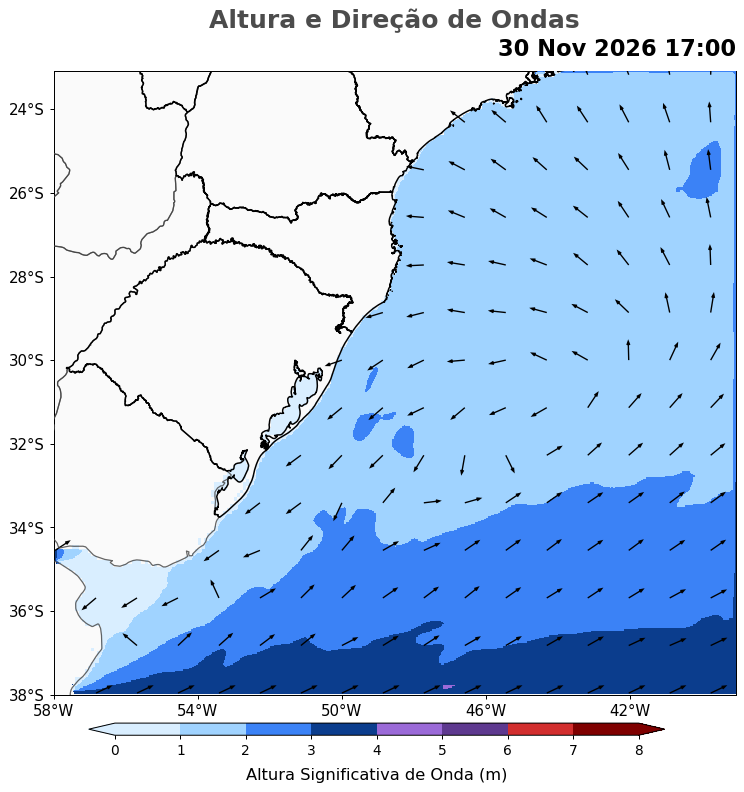 Altura e Direção de Ondas
30 Nov 2026 17:00
24°S
26°S
28°S
30°S
32°S
34°S
36°S
38°S
58°W 54°W 50°W 46°W 42°W
0 1 2 3 4 5 6 7 8
Altura Significativa de Onda (m)